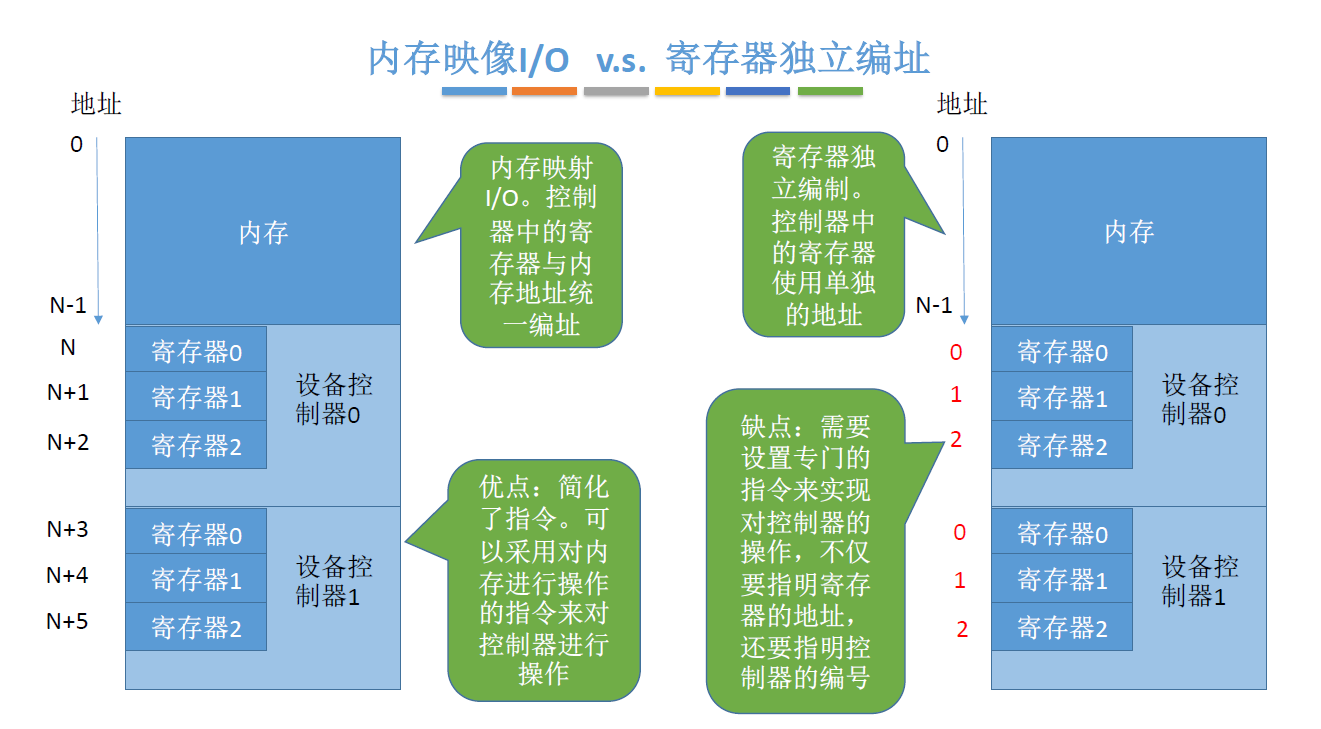 内存映像I/O v.s. 寄存器独立编址
地址
0
N-1
N
N+1
N+2
N+3
N+4
N+5
内存
寄存器0
寄存器1
寄存器2
设备控
制器0
寄存器0
寄存器1
寄存器2
设备控
制器1
内存映射
I/O。控制
器中的寄
存器与内
存地址统
一编址
优点：简化
了指令。可
以采用对内
存进行操作
的指令来对
控制器进行
操作
寄存器独
立编制。
控制器中
的寄存器
使用单独
的地址
缺点：需要
设置专门的
指令来实现
对控制器的
操作，不仅
要指明寄存
器的地址，
还要指明控
制器的编号
地址
0
N-1
0
1
2
0
1
2
内存
寄存器0
寄存器1
寄存器2
设备控
制器0
寄存器0
寄存器1
寄存器2
设备控
制器1